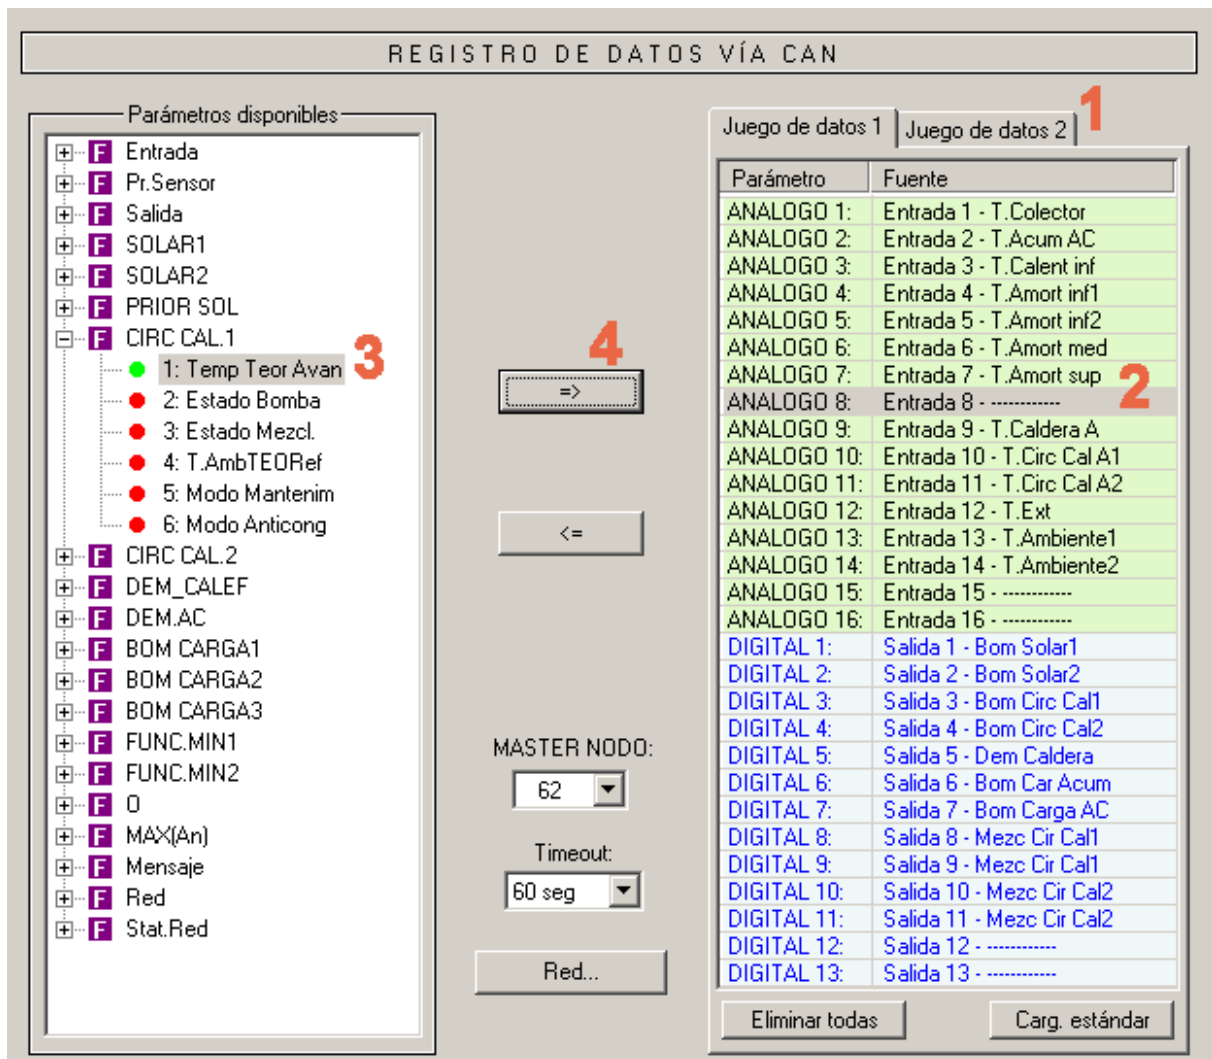 REGISTRO DE DATOS VÍA CAN
Parámetros disponibles
F Entrada
F Pr.Sensor
F Salida
F SOLAR1
F SOLAR2
F PRIOR SOL
F CIRC CAL.1
1: Temp Teor Avan
2: Estado Bomba
3: Estado Mezcl.
4: T.AmbTEORef
5: Modo Mantenim
6: Modo Anticong
F CIRC CAL.2
F DEM_CALEF
F DEM.AC
F BOM CARGA1
F BOM CARGA2
F BOM CARGA3
F FUNC.MIN1
F FUNC.MIN2
F O
F MAX(An)
F Mensaje
F Red
F Stat.Red
3
4
=>
<=
MASTER NODO:
62
Timeout:
60 seg
Red...
1
Juego de datos 1 Juego de datos 2
Parámetro Fuente
ANALOGO 1: Entrada 1 - T.Colector
ANALOGO 2: Entrada 2 - T.Acum AC
ANALOGO 3: Entrada 3 - T.Calent inf
ANALOGO 4: Entrada 4 - T.Amort inf1
ANALOGO 5: Entrada 5 - T.Amort inf2
ANALOGO 6: Entrada 6 - T.Amort med
ANALOGO 7: Entrada 7 - T.Amort sup
2
ANALOGO 8: Entrada 8 - ------------
ANALOGO 9: Entrada 9 - T.Caldera A
ANALOGO 10: Entrada 10 - T.Circ Cal A1
ANALOGO 11: Entrada 11 - T.Circ Cal A2
ANALOGO 12: Entrada 12 - T.Ext
ANALOGO 13: Entrada 13 - T.Ambiente1
ANALOGO 14: Entrada 14 - T.Ambiente2
ANALOGO 15: Entrada 15 - ------------
ANALOGO 16: Entrada 16 - ------------
DIGITAL 1: Salida 1 - Bom Solar1
DIGITAL 2: Salida 2 - Bom Solar2
DIGITAL 3: Salida 3 - Bom Circ Cal1
DIGITAL 4: Salida 4 - Bom Circ Cal2
DIGITAL 5: Salida 5 - Dem Caldera
DIGITAL 6: Salida 6 - Bom Car Acum
DIGITAL 7: Salida 7 - Bom Carga AC
DIGITAL 8: Salida 8 - Mezc Cir Cal1
DIGITAL 9: Salida 9 - Mezc Cir Cal1
DIGITAL 10: Salida 10 - Mezc Cir Cal2
DIGITAL 11: Salida 11 - Mezc Cir Cal2
DIGITAL 12: Salida 12 - ------------
DIGITAL 13: Salida 13 - ------------
Eliminar todas Carg. estándar